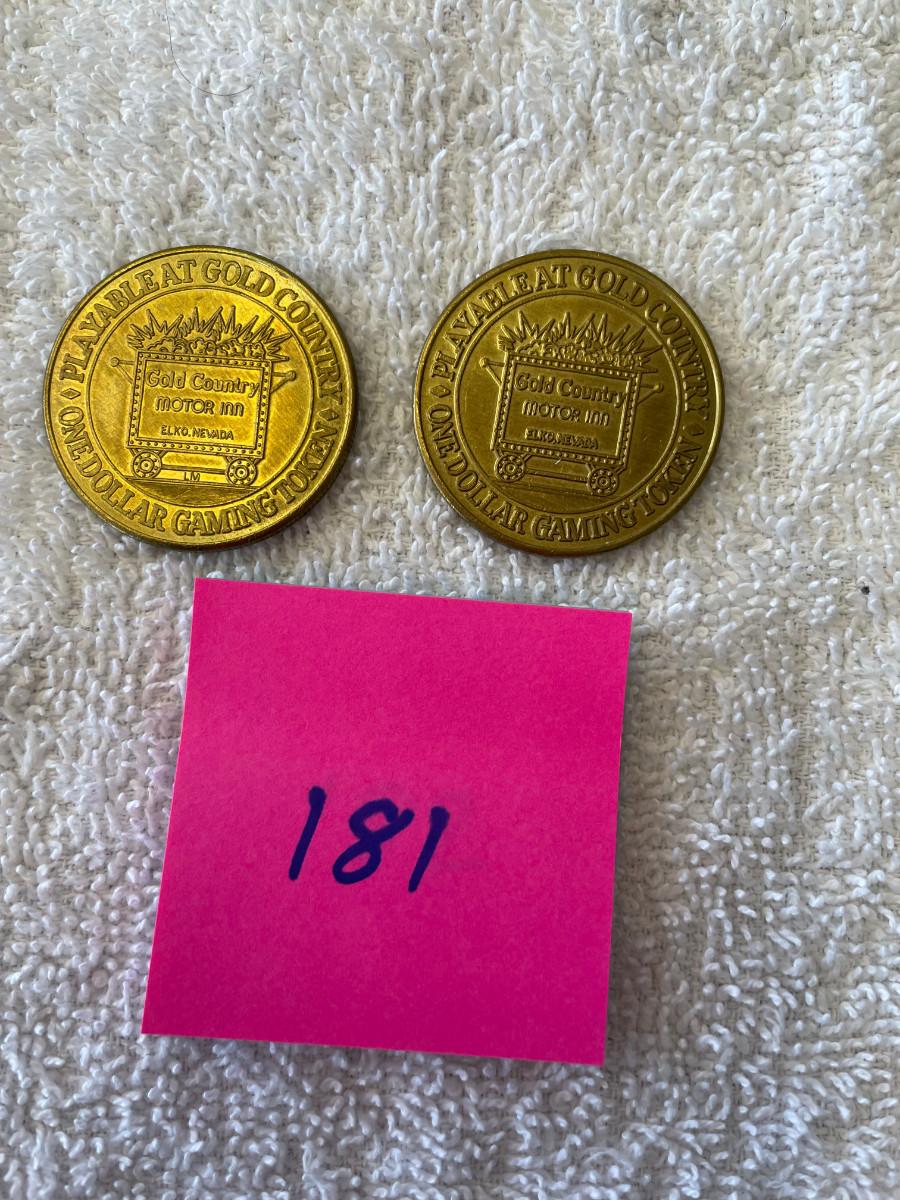 PLAYABLE AT GOLD COUNTRY
Gold Country
MOTOR INN
ELKO, NEVADA
LM
ONE DOLLAR GAMING TOKEN
PLAYABLE AT GOLD COUNTRY
Gold Country
MOTOR INN
ELKO, NEVADA
ONE DOLLAR GAMING TOKEN
181